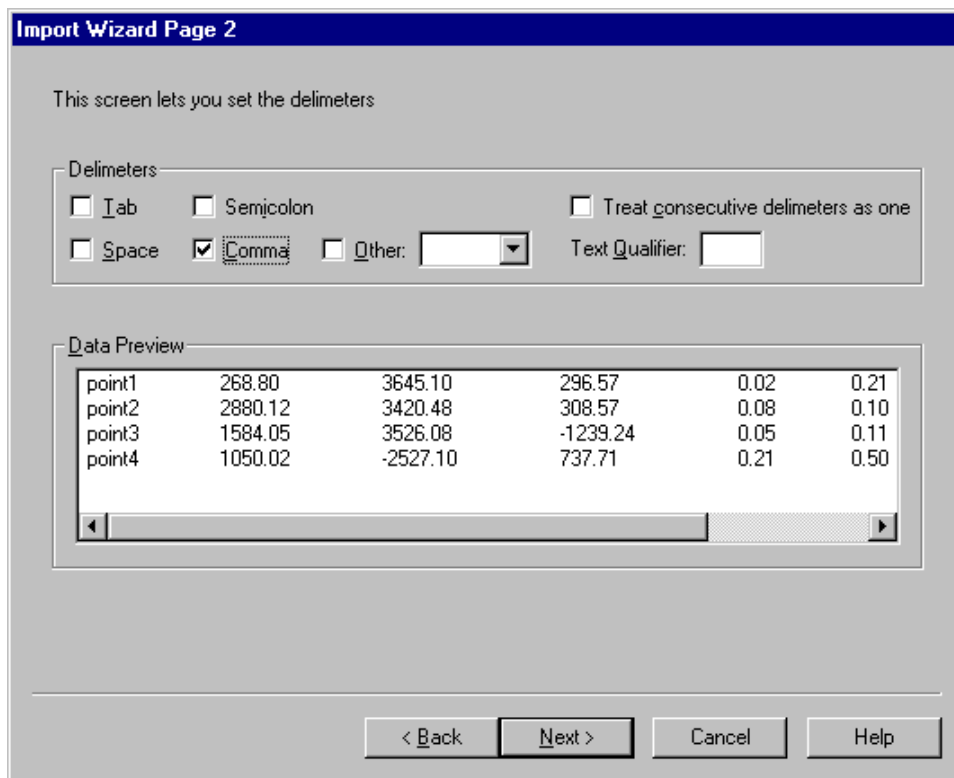 Import Wizard Page 2
This screen lets you set the delimeters
Delimeters
Tab Semicolon Treat consecutive delimeters as one
Space Comma Other: Text Qualifier:
Data Preview
point1 268.80 3645.10 296.57 0.02 0.21
point2 2880.12 3420.48 308.57 0.08 0.10
point3 1584.05 3526.08 -1239.24 0.05 0.11
point4 1050.02 -2527.10 737.71 0.21 0.50
< Back Next > Cancel Help